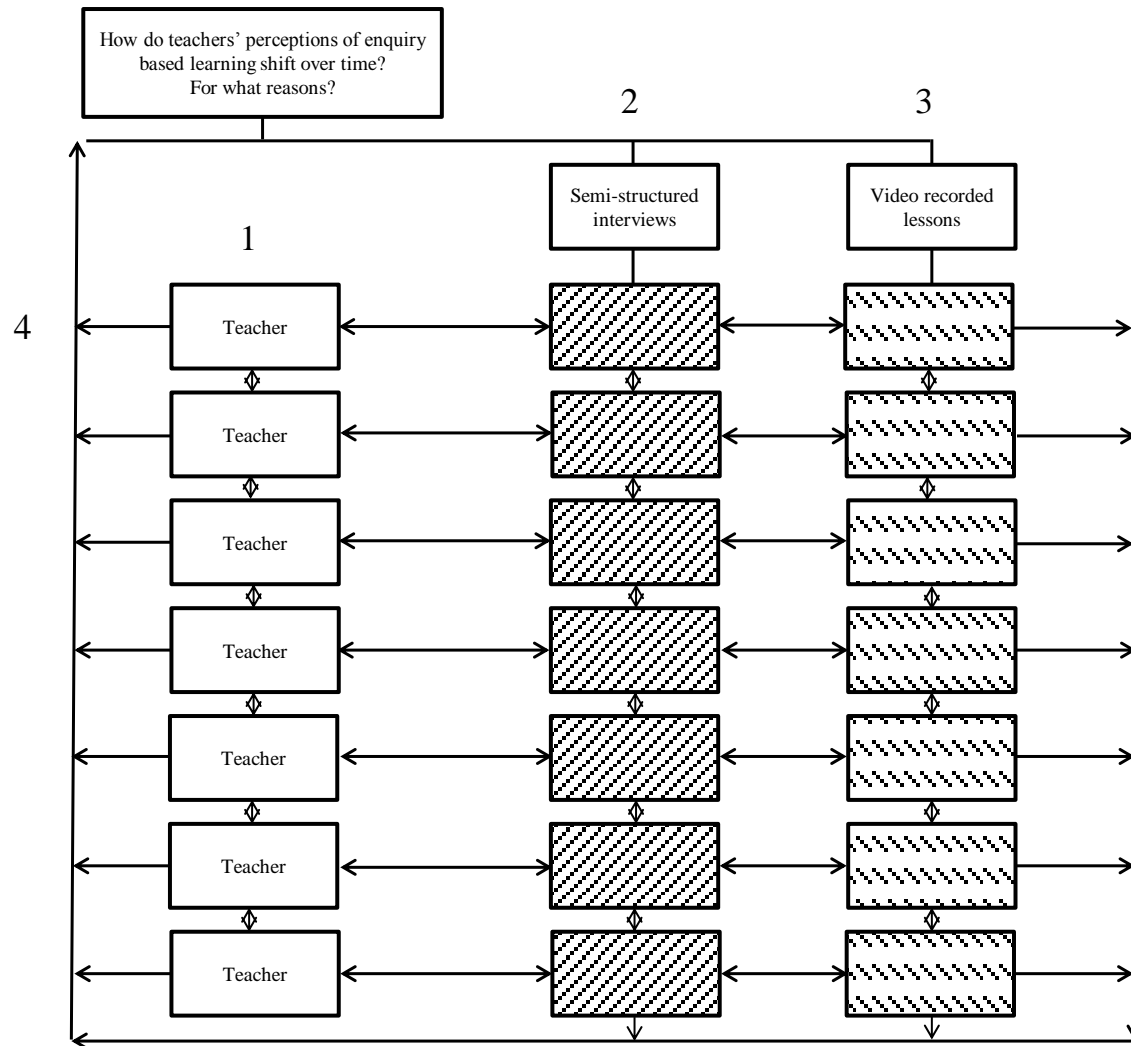 How do teachers’ perceptions of enquiry
based learning shift over time?
For what reasons?
2
3
Semi-structured
interviews
Video recorded
lessons
1
4
Teacher
Teacher
Teacher
Teacher
Teacher
Teacher
Teacher